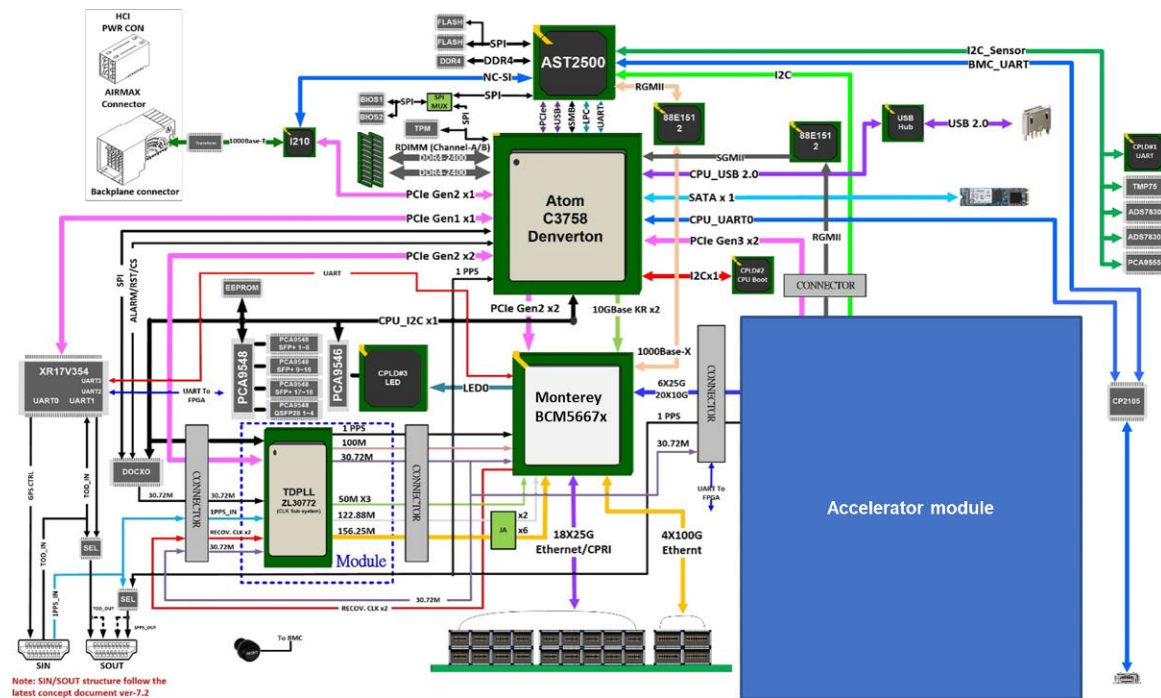 HCI
PWR CON
AIRMAX
Connector
Backplane connector
FLASH
FLASH
DDR4
SPI
DDR4
NC-SI
AST2500
I2C_Sensor
BMC_UART
I2C
RGMII
BIOS1
BIOS2
SPI
SPI
MUX
SPI
SPI
TPM
PCIe
USB
SMB
LPC
UART
88E151
2
88E151
2
USB
Hub
USB 2.0
CPLD#1
UART
TMP75
ADS7830
ADS7830
PCA9555
1000Base-T
I210
RDIMM (Channel-A/B)
DDR4-2400
DDR4-2400
SGMII
CPU_USB 2.0
SATA x 1
CPU_UART0
PCIe Gen3 x2
RGMII
PCIe Gen2 x1
PCIe Gen1 x1
PCIe Gen2 x2
Atom
C3758
Denverton
I2Cx1
CPLD#2
CPU Boot
CONNECTOR
SPI
ALARM/RST/CS
UART
1 PPS
EEPROM
CPU_I2C x1
PCIe Gen2 x2
10GBase KR x2
1000Base-X
XR17V354
UART3
UART2
UART0
UART1
UART To
FPGA
PCA9548
PCA9548
SFP+ 1~8
PCA9548
SFP+ 9~16
PCA9548
SFP+ 17~18
PCA9548
QSFP28 1~4
PCA9546
CPLD#3
LED
LED0
Monterey
BCM5667x
6X25G
20X10G
CONNECTOR
1 PPS
30.72M
UART To
FPGA
CP2105
Accelerator module
GPS CTRL
TOD_IN
DOCXO
30.72M
CONNECTOR
30.72M
1PPS_IN
RECOV. CLK x2
30.72M
TDPLL
ZL30772
(CLK Sub system)
Module
1 PPS
100M
30.72M
50M X3
122.88M
156.25M
CONNECTOR
JA
x2
x6
18X25G
Ethernet/CPRI
4X100G
Ethernt
30.72M
RECOV. CLK x2
SEL
SEL
TOD_IN
1PPS_IN
TOD_OUT
1PPS_OUT
SIN
SOUT
To BMC
Note: SIN/SOUT structure follow the
latest concept document ver-7.2